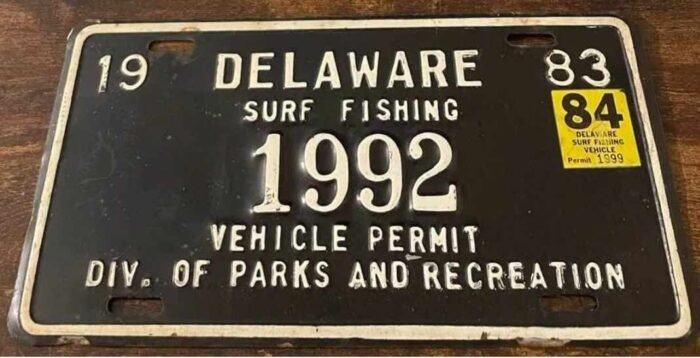 19 DELAWARE 83
SURF FISHING
1992
VEHICLE PERMIT
DIV. OF PARKS AND RECREATION
84
DELAWARE
SURF FISHING
VEHICLE
Permit 1999